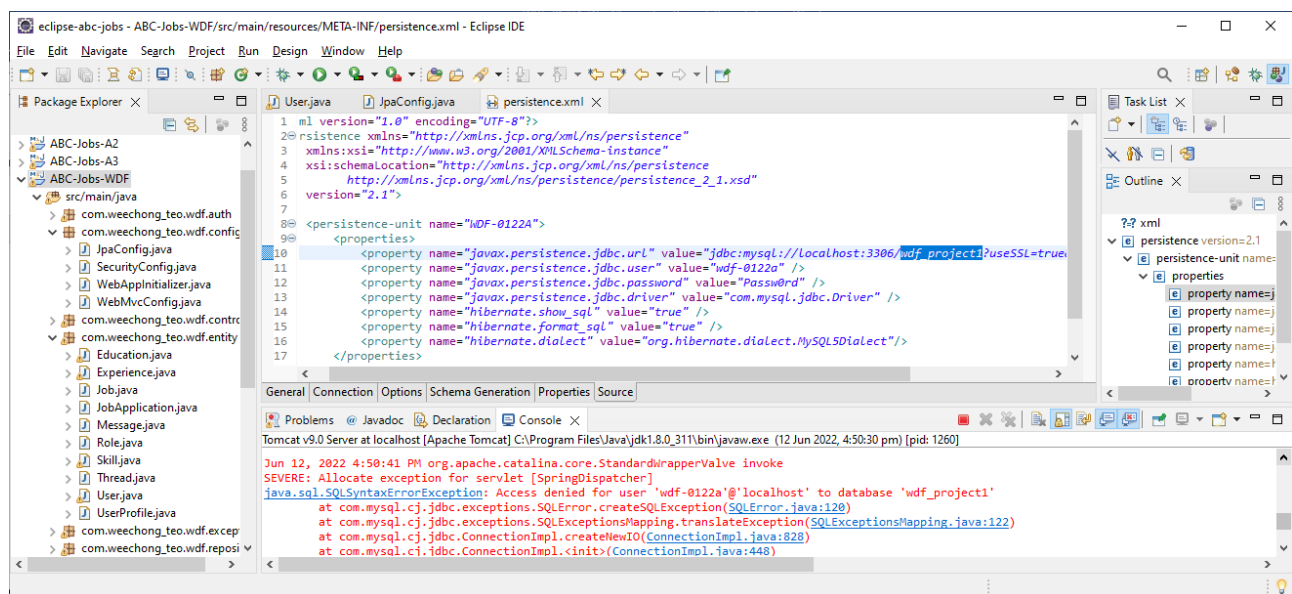 eclipse-abc-jobs - ABC-Jobs-WDF/src/main/resources/META-INF/persistence.xml - Eclipse IDE
File Edit Navigate Search Project Run Design Window Help
Package Explorer
ABC-Jobs-A2
ABC-Jobs-A3
ABC-Jobs-WDF
src/main/java
com.weechong_teo.wdf.auth
com.weechong_teo.wdf.config
JpaConfig.java
SecurityConfig.java
WebAppInitializer.java
WebMvcConfig.java
com.weechong_teo.wdf.contrc
com.weechong_teo.wdf.entity
Education.java
Experience.java
Job.java
JobApplication.java
Message.java
Role.java
Skill.java
Thread.java
User.java
UserProfile.java
com.weechong_teo.wdf.excep
com.weechong_teo.wdf.reposi
User.java JpaConfig.java persistence.xml
1 ml version="1.0" encoding="UTF-8"?>
2 rsistence xmlns="http://xmlns.jcp.org/xml/ns/persistence"
3 xmlns:xsi="http://www.w3.org/2001/XMLSchema-instance"
4 xsi:schemaLocation="http://xmlns.jcp.org/xml/ns/persistence
5 http://xmlns.jcp.org/xml/ns/persistence/persistence_2_1.xsd"
6 version="2.1">
7
8 <persistence-unit name="WDF-0122A">
9 <properties>
10 <property name="javax.persistence.jdbc.url" value="jdbc:mysql://localhost:3306/wdf_project1?useSSL=true
11 <property name="javax.persistence.jdbc.user" value="wdf-0122a" />
12 <property name="javax.persistence.jdbc.password" value="Passw0rd" />
13 <property name="javax.persistence.jdbc.driver" value="com.mysql.jdbc.Driver" />
14 <property name="hibernate.show_sql" value="true" />
15 <property name="hibernate.format_sql" value="true" />
16 <property name="hibernate.dialect" value="org.hibernate.dialect.MySQL5Dialect"/>
17 </properties>
General Connection Options Schema Generation Properties Source
Task List
Outline
?-? xml
persistence version=2.1
persistence-unit name=
properties
property name=j
property name=j
property name=j
property name=j
property name=h
property name=h
Problems @ Javadoc Declaration Console
Tomcat v9.0 Server at localhost [Apache Tomcat] C:\Program Files\Java\jdk1.8.0_311\bin\javaw.exe (12 Jun 2022, 4:50:30 pm) [pid: 1260]
Jun 12, 2022 4:50:41 PM org.apache.catalina.core.StandardWrapperValve invoke
SEVERE: Allocate exception for servlet [SpringDispatcher]
java.sql.SQLSyntaxErrorException: Access denied for user 'wdf-0122a'@'localhost' to database 'wdf_project1'
at com.mysql.cj.jdbc.exceptions.SQLError.createSQLException(SQLError.java:120)
at com.mysql.cj.jdbc.exceptions.SQLExceptionsMapping.translateException(SQLExceptionsMapping.java:122)
at com.mysql.cj.jdbc.ConnectionImpl.createNewIO(ConnectionImpl.java:828)
at com.mysql.cj.jdbc.ConnectionImpl.<init>(ConnectionImpl.java:448)